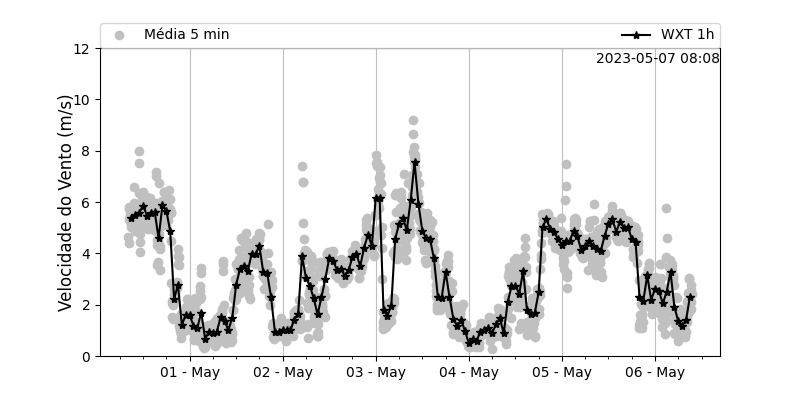 Média 5 min
WXT 1h
2023-05-07 08:08
Velocidade do Vento (m/s)
12
10
8
6
4
2
0
01 - May
02 - May
03 - May
04 - May
05 - May
06 - May